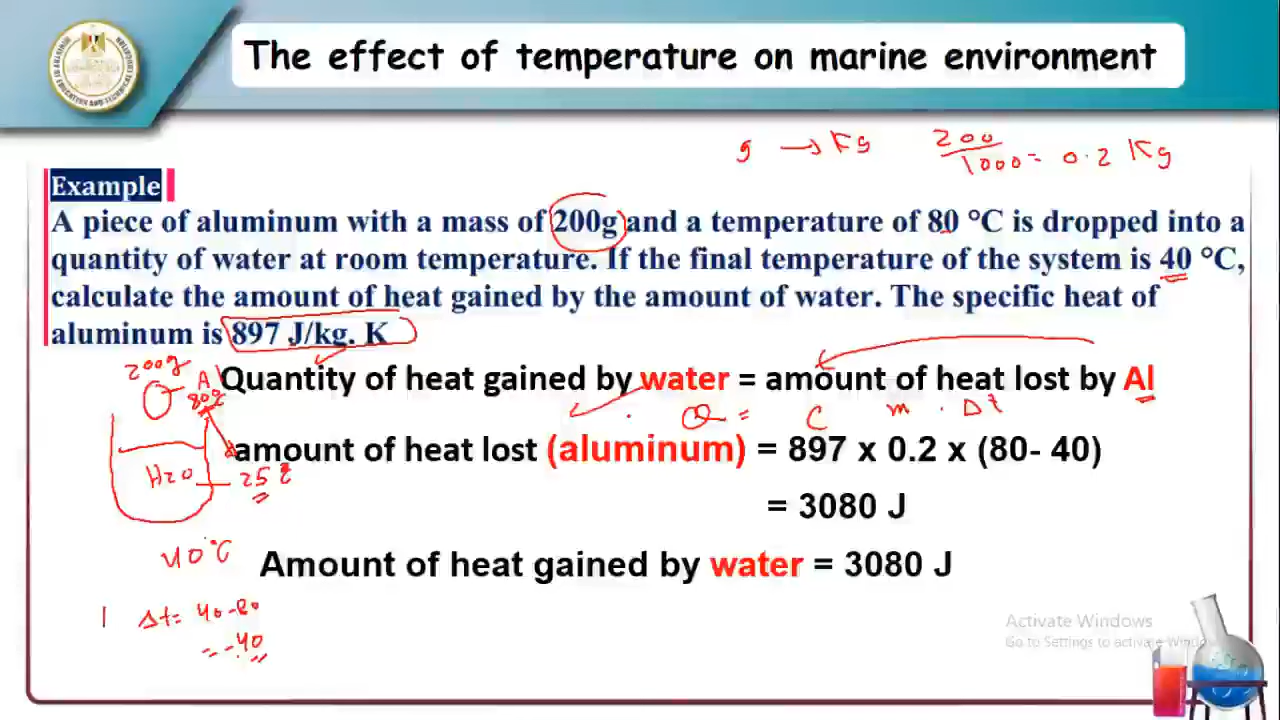 The effect of temperature on marine environment
g → Kg 200/1000 = 0.2 Kg
Example
A piece of aluminum with a mass of 200g and a temperature of 80 °C is dropped into a
quantity of water at room temperature. If the final temperature of the system is 40 °C,
calculate the amount of heat gained by the amount of water. The specific heat of
aluminum is 897 J/kg. K
200g
Al
80°C
Quantity of heat gained by water = amount of heat lost by Al
Q = C m . Δt
amount of heat lost (aluminum) = 897 x 0.2 x (80- 40)
H2O
25 °C
= 3080 J
40°C
Amount of heat gained by water = 3080 J
Δt= 40-80
= -40
Activate Windows
Go to Settings to activate Windo